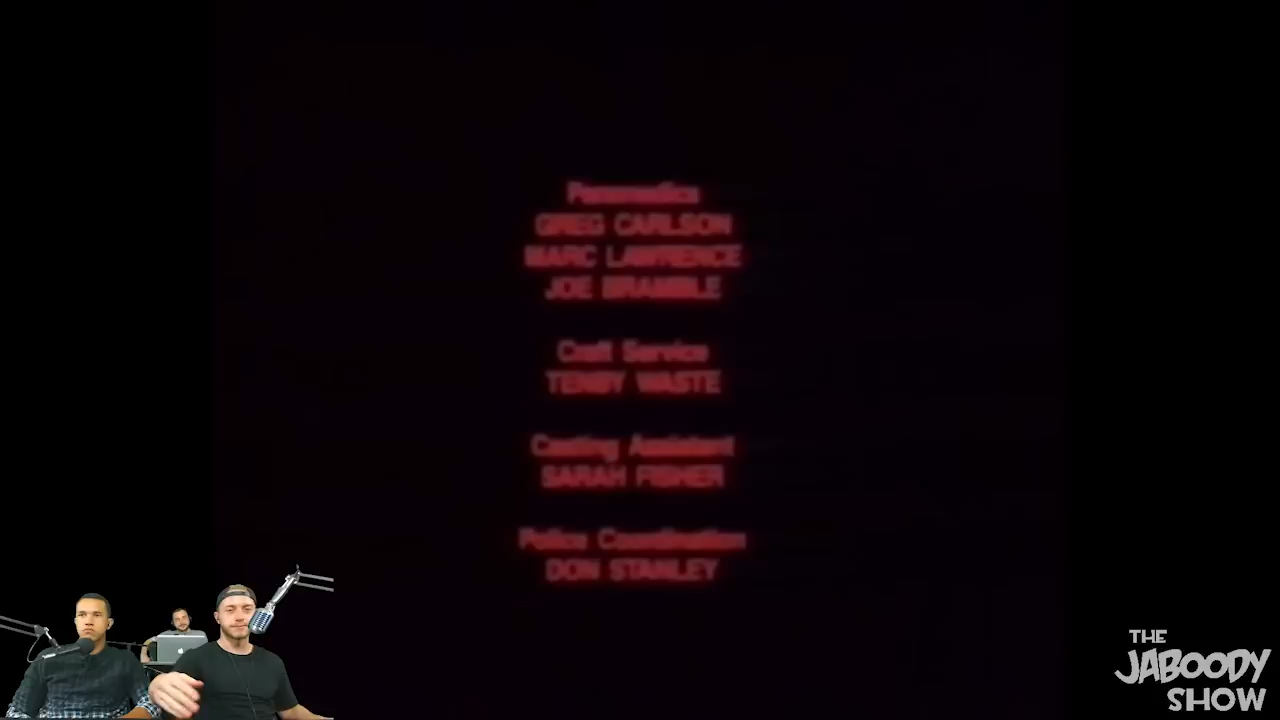 Paramedics
GREG CARLSON
MARC LAWRENCE
JOE BRAMBLE
Craft Service
WASTE
Casting Assistant
SARAH FISHER
Police Coordination
DON STANLEY
THE
JABOODY
SHOW